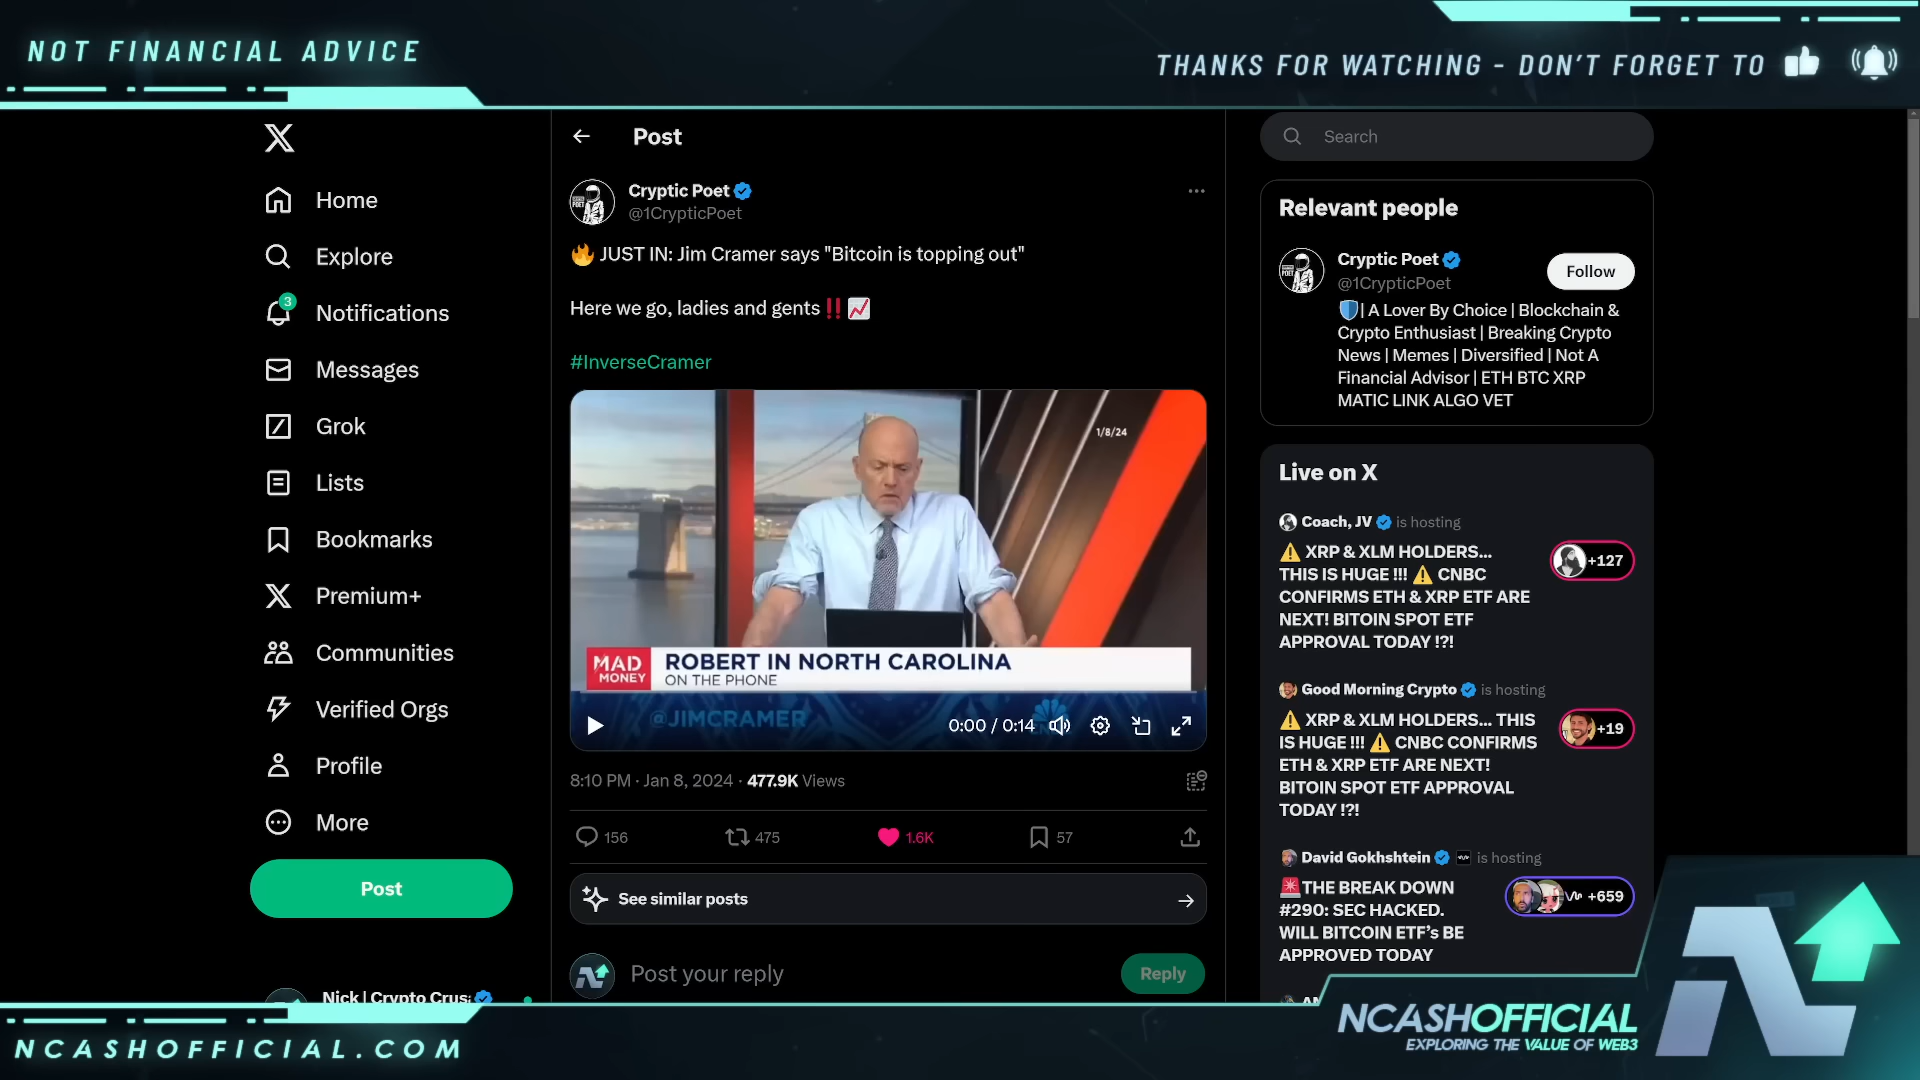 NOT FINANCIAL ADVICE
THANKS FOR WATCHING - DON'T FORGET TO
Home
Explore
3
Notifications
Messages
Grok
Lists
Bookmarks
Premium+
Communities
Verified Orgs
Profile
More
Post
Nick | Crypto Crus
Post
Cryptic Poet
@1CrypticPoet
🔥 JUST IN: Jim Cramer says "Bitcoin is topping out"
Here we go, ladies and gents ‼️📈
#InverseCramer
1/8/24
MAD
MONEY
ROBERT IN NORTH CAROLINA
ON THE PHONE
@JIMCRAMER
0:00 / 0:14
8:10 PM · Jan 8, 2024 · 477.9K Views
156
475
1.6K
57
See similar posts
Post your reply
Reply
Search
Relevant people
Cryptic Poet
@1CrypticPoet
Follow
🛡️| A Lover By Choice | Blockchain &
Crypto Enthusiast | Breaking Crypto
News | Memes | Diversified | Not A
Financial Advisor | ETH BTC XRP
MATIC LINK ALGO VET
Live on X
Coach, JV is hosting
⚠️ XRP & XLM HOLDERS...
THIS IS HUGE !!! ⚠️ CNBC
CONFIRMS ETH & XRP ETF ARE
NEXT! BITOIN SPOT ETF
APPROVAL TODAY !?!
+127
Good Morning Crypto is hosting
⚠️ XRP & XLM HOLDERS... THIS
IS HUGE !!! ⚠️ CNBC CONFIRMS
ETH & XRP ETF ARE NEXT!
BITOIN SPOT ETF APPROVAL
TODAY !?!
+19
David Gokhshtein is hosting
🚨THE BREAK DOWN
#290: SEC HACKED.
WILL BITCOIN ETF's BE
APPROVED TODAY
+659
NCASHOFFICIAL.COM
NCASHOFFICIAL
EXPLORING THE VALUE OF WEB3